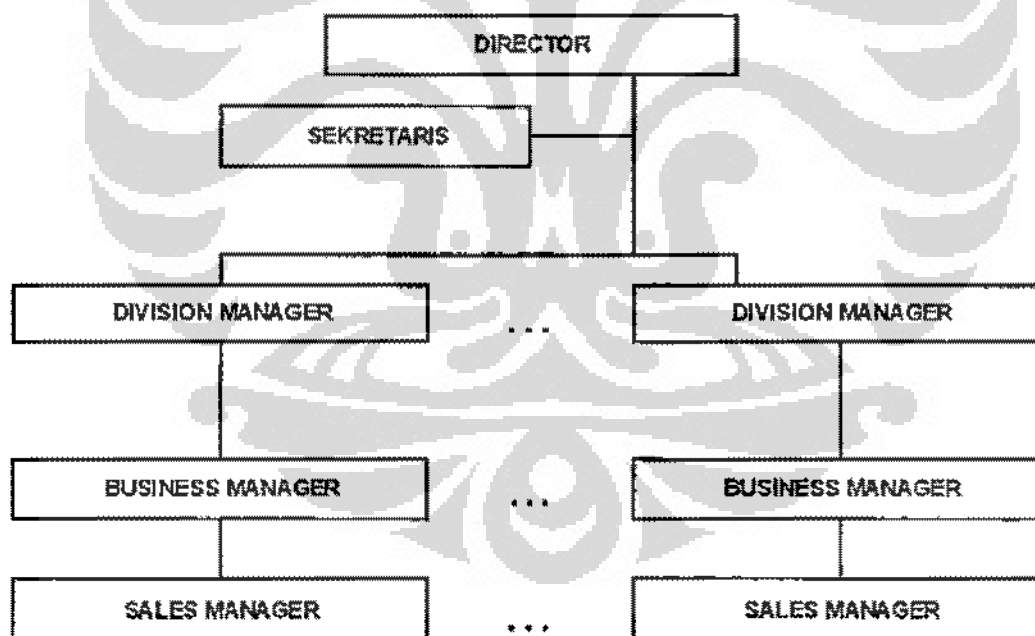 DIRECTOR
SEKRETARIS
DIVISION MANAGER ... DIVISION MANAGER
BUSINESS MANAGER ... BUSINESS MANAGER
SALES MANAGER ... SALES MANAGER